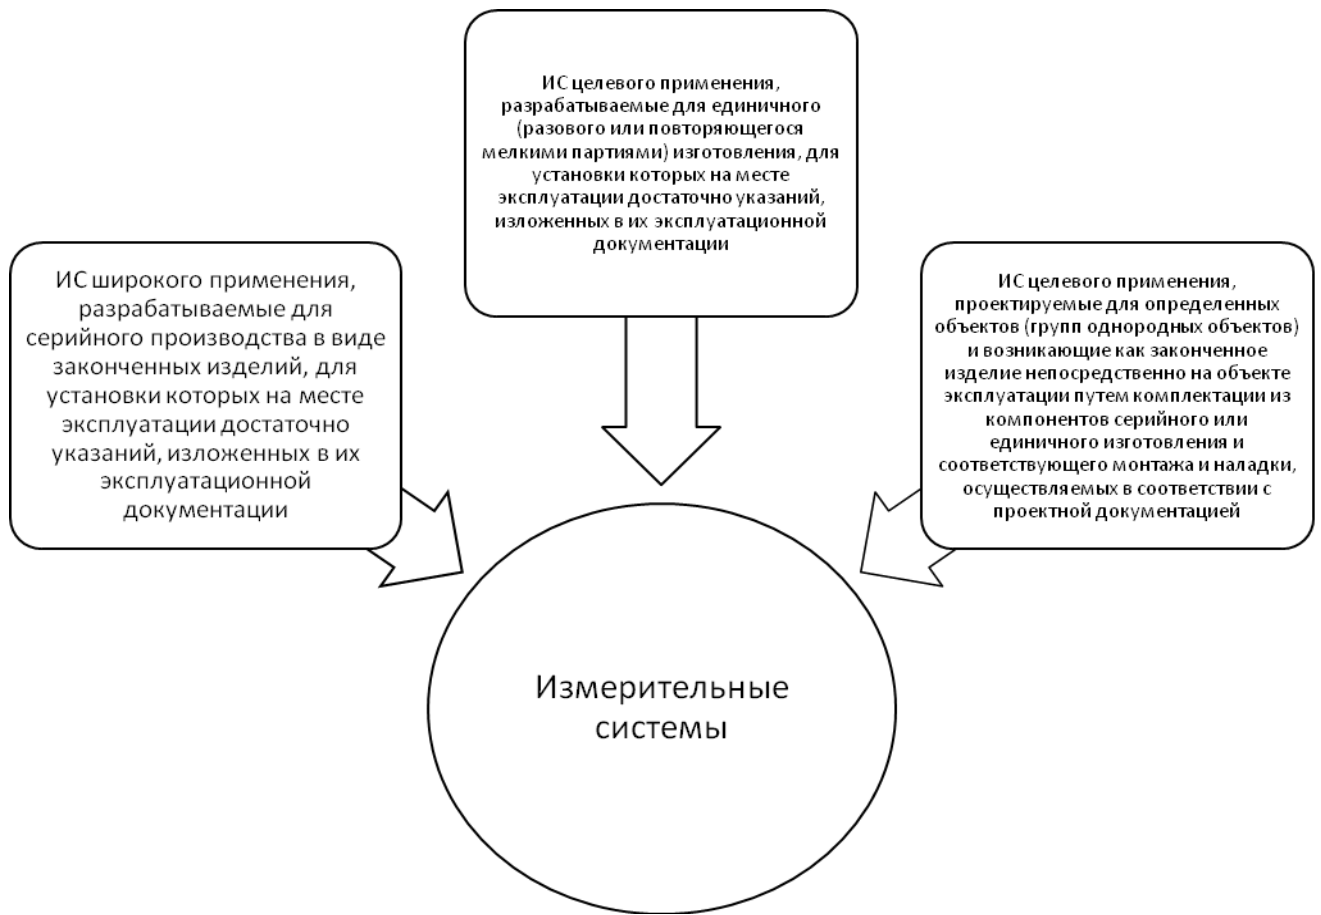 ИС целевого применения,
разрабатываемые для единичного
(разового или повторяющегося
мелкими партиями) изготовления, для
установки которых на месте
эксплуатации достаточно указаний,
изложенных в их эксплуатационной
документации
ИС широкого применения,
разрабатываемые для
серийного производства в виде
законченных изделий, для
установки которых на месте
эксплуатации достаточно
указаний, изложенных в их
эксплуатационной
документации
ИС целевого применения,
проектируемые для определенных
объектов (групп однородных объектов)
и возникающие как законченное
изделие непосредственно на объекте
эксплуатации путем комплектации из
компонентов серийного или
единичного изготовления и
соответствующего монтажа и наладки,
осуществляемых в соответствии с
проектной документацией
Измерительные
системы